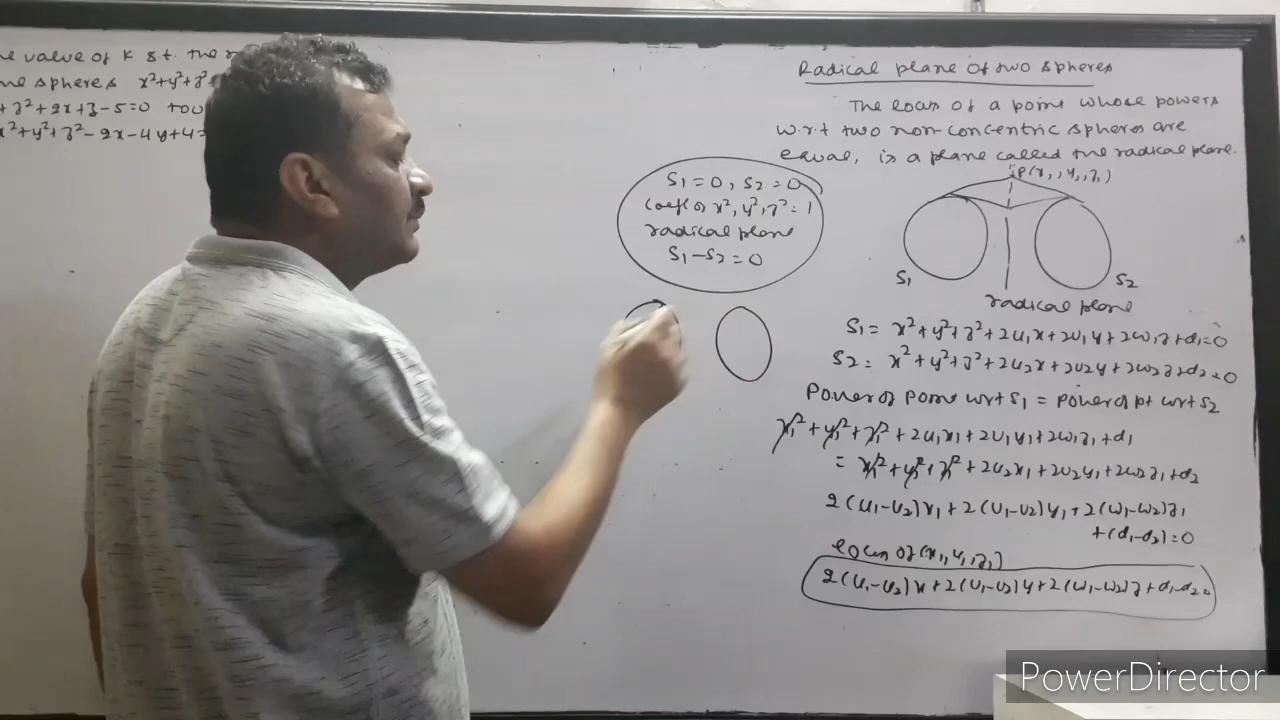 he value of K s.t. the
he spheres x²+y²+z²+
+z²+2x+z-5=0 tou
x²+y²+z²-2x-4y+4=
S₁=0, S₂=0
coeff of x²,y²,z²=1
radical plane
S₁-S₂=0
Radical plane of two spheres
The locus of a point whose powers
w.r.t two non-concentric spheres are
equal, is a plane called the radical plane.
P(x₁,y₁,z₁)
S₁ S₂
radical plane
S₁= x²+y²+z²+2u₁x+2v₁y+2w₁z+d₁=0
S₂= x²+y²+z²+2u₂x+2v₂y+2w₂z+d₂=0
Power of point wrt S₁ = power of pt wrt S₂
x₁²+y₁²+z₁²+2u₁x₁+2v₁y₁+2w₁z₁+d₁
= x₁²+y₁²+z₁²+2u₂x₁+2v₂y₁+2w₂z₁+d₂
2(u₁-u₂)x₁+2(v₁-v₂)y₁+2(w₁-w₂)z₁
+(d₁-d₂)=0
locus of (x₁,y₁,z₁)
2(u₁-u₂)x+2(v₁-v₂)y+2(w₁-w₂)z+d₁-d₂=0
PowerDirector